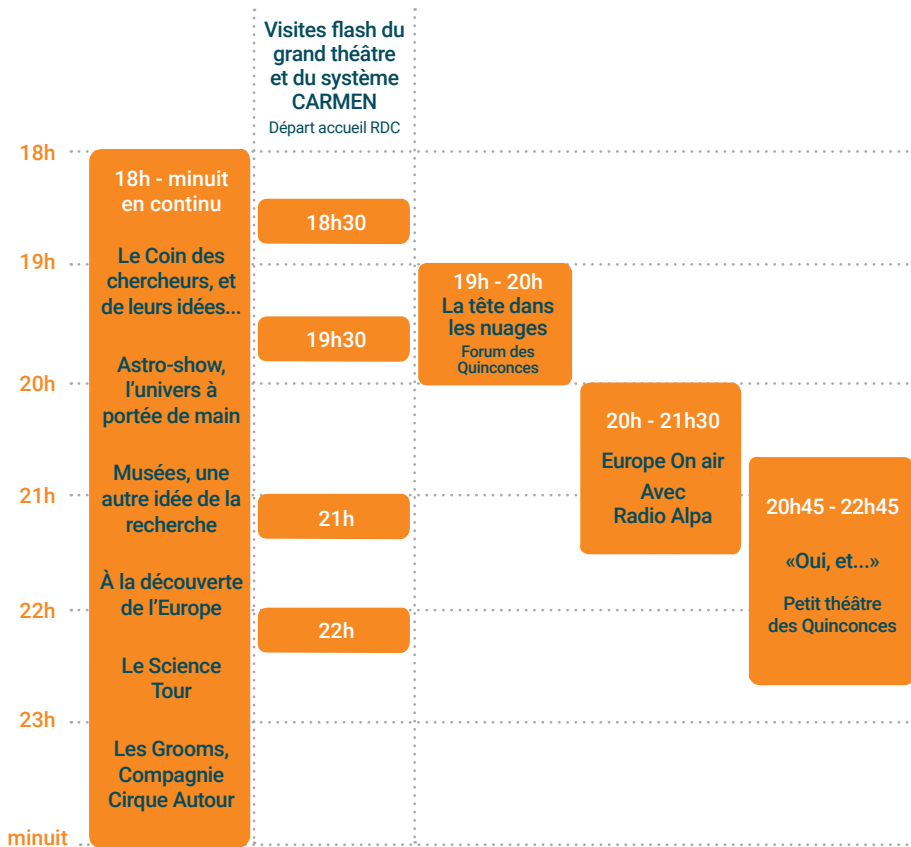 Visites flash du
grand théâtre
et du système
CARMEN
Départ accueil RDC
18h
19h
20h
21h
22h
23h
minuit
18h - minuit
en continu
Le Coin des
chercheurs, et
de leurs idées...
Astro-show,
l'univers à
portée de main
Musées, une
autre idée de la
recherche
À la découverte
de l'Europe
Le Science
Tour
Les Grooms,
Compagnie
Cirque Autour
18h30
19h30
21h
22h
19h - 20h
La tête dans
les nuages
Forum des
Quinconces
20h - 21h30
Europe On air
Avec
Radio Alpa
20h45 - 22h45
«Oui, et...»
Petit théâtre
des Quinconces